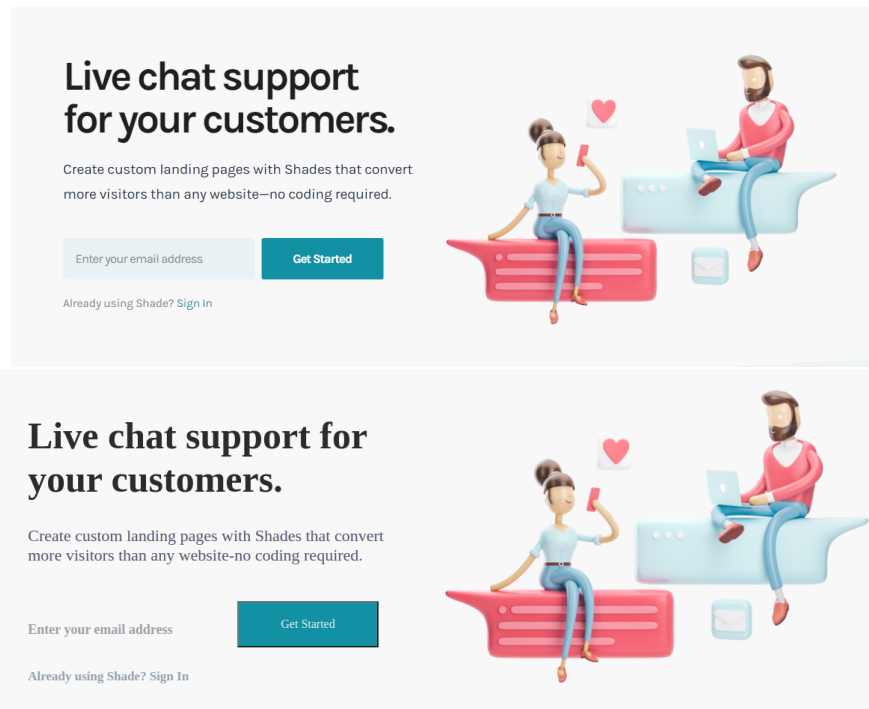 Live chat support
for your customers.
Create custom landing pages with Shades that convert
more visitors than any website—no coding required.
Enter your email address
Get Started
Already using Shade? Sign In
Live chat support for
your customers.
Create custom landing pages with Shades that convert
more visitors than any website-no coding required.
Enter your email address
Get Started
Already using Shade? Sign In